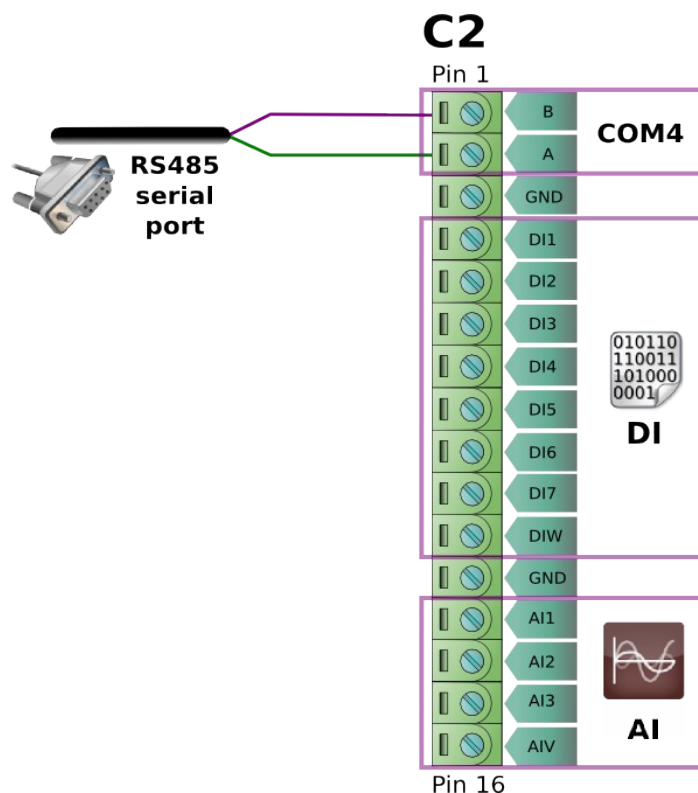 C2
Pin 1
B
A
COM4
RS485
serial
port
GND
DI1
DI2
DI3
DI4
DI5
DI6
DI7
DIW
010110
110011
101000
0001
DI
GND
AI1
AI2
AI3
AIV
AI
Pin 16